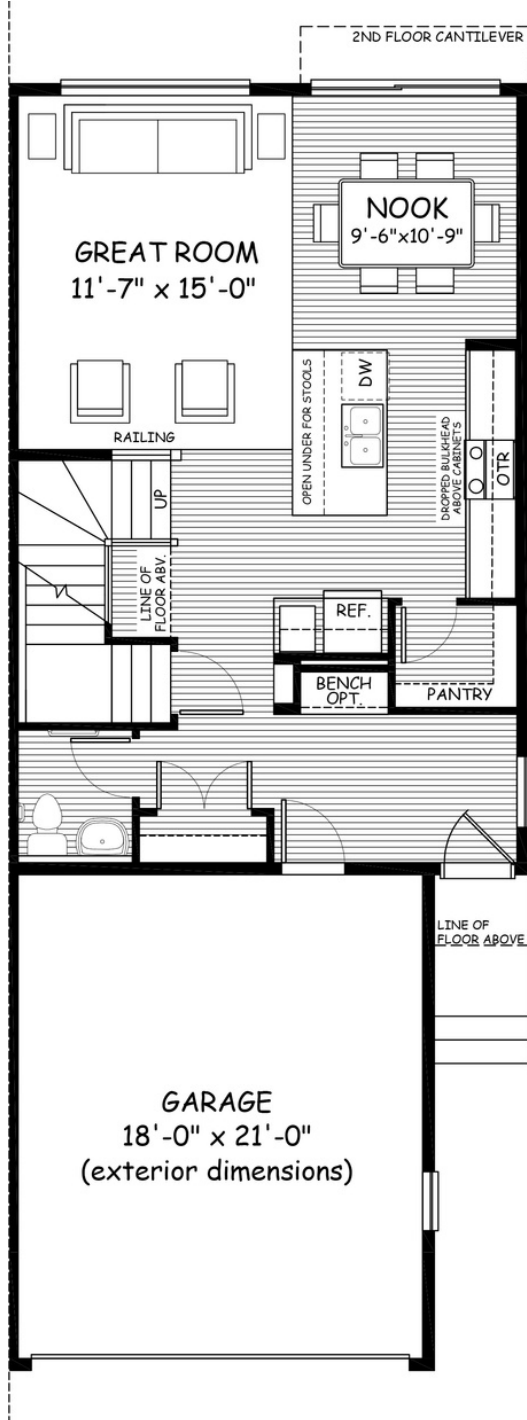 2ND FLOOR CANTILEVER
NOOK
9'-6"x10'-9"
GREAT ROOM
11'-7" x 15'-0"
DW
OPEN UNDER FOR STOOLS
DROPPED BULKHEAD
ABOVE CABINETS
OTR
RAILING
UP
LINE OF
FLOOR ABV.
REF.
BENCH
OPT.
PANTRY
LINE OF
FLOOR ABOVE
GARAGE
18'-0" x 21'-0"
(exterior dimensions)